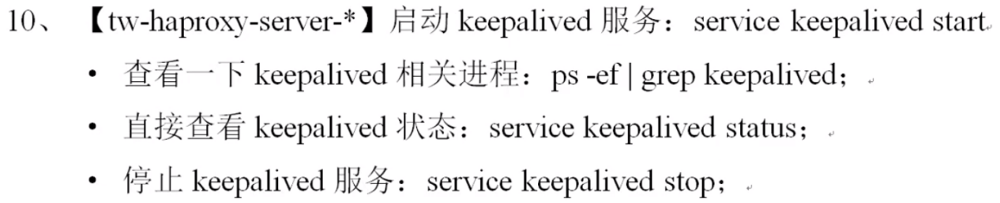 10、【tw-haproxy-server-*】启动 keepalived 服务：service keepalived start
• 查看一下 keepalived 相关进程：ps -ef | grep keepalived；
• 直接查看 keepalived 状态：service keepalived status；
• 停止 keepalived 服务：service keepalived stop；